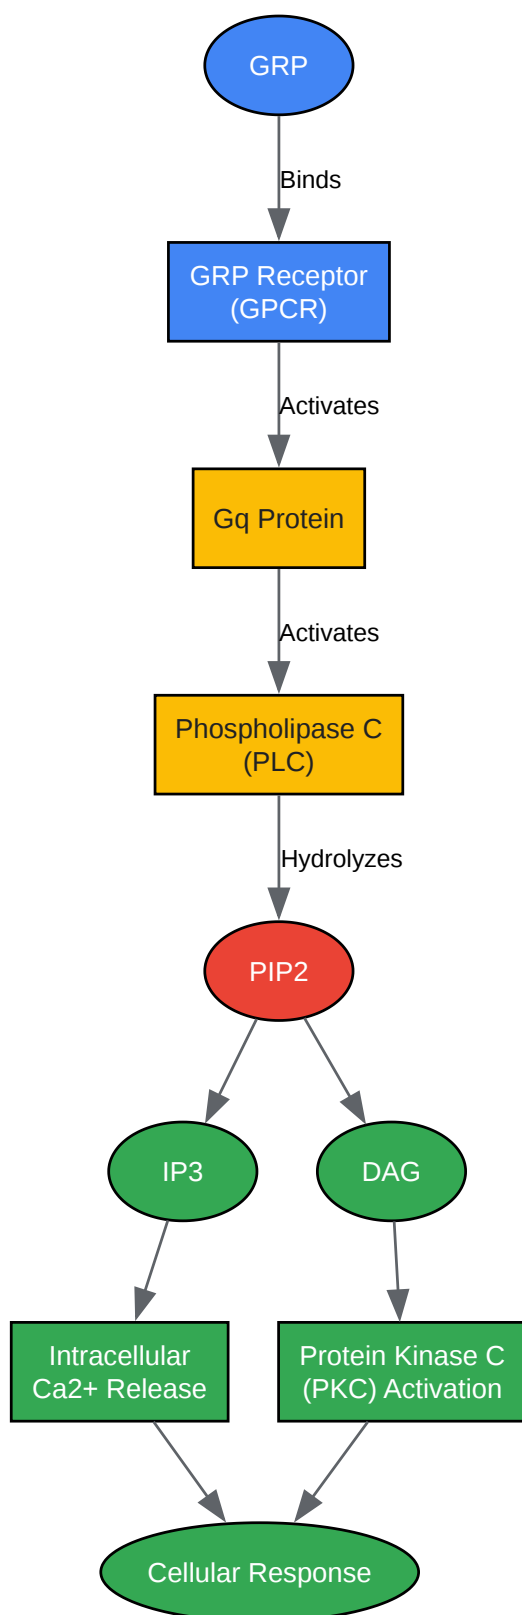 GRP
Binds
GRP Receptor
(GPCR)
Activates
Gq Protein
Activates
Phospholipase C
(PLC)
Hydrolyzes
PIP2
IP3
DAG
Intracellular
Ca2+ Release
Protein Kinase C
(PKC) Activation
Cellular Response